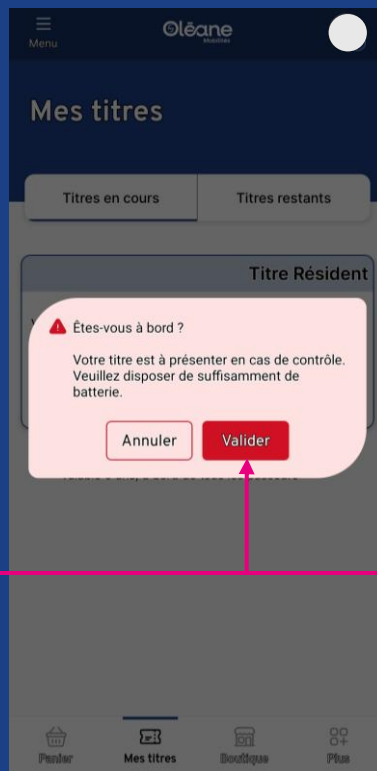 Menu
Oléane
Mobilités
Mes titres
Titres en cours
Titres restants
Titre Résident
Êtes-vous à bord ?
Votre titre est à présenter en cas de contrôle.
Veuillez disposer de suffisamment de
batterie.
Annuler
Valider
Panier
Mes titres
Boutique
Plus